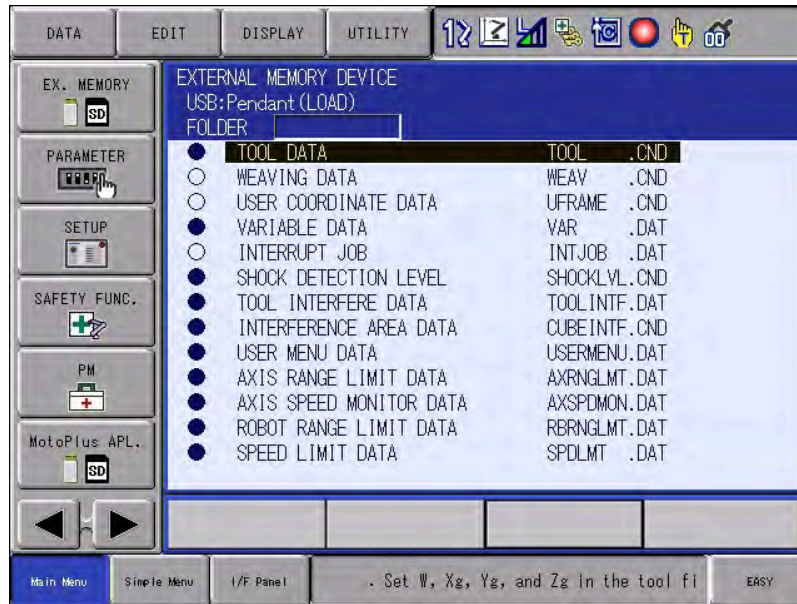 DATA EDIT DISPLAY UTILITY
EX. MEMORY
SD
PARAMETER
SETUP
SAFETY FUNC.
PM
MotoPlus APL.
SD
EXTERNAL MEMORY DEVICE
USB:Pendant(LOAD)
FOLDER
TOOL DATA TOOL .CND
WEAVING DATA WEAV .CND
USER COORDINATE DATA UFRAME .CND
VARIABLE DATA VAR .DAT
INTERRUPT JOB INTJOB .DAT
SHOCK DETECTION LEVEL SHOCKLVL.CND
TOOL INTERFERE DATA TOOLINTF.DAT
INTERFERENCE AREA DATA CUBEINTF.CND
USER MENU DATA USERMENU.DAT
AXIS RANGE LIMIT DATA AXRNGLMT.DAT
AXIS SPEED MONITOR DATA AXSPDMON.DAT
ROBOT RANGE LIMIT DATA RBRNGLMT.DAT
SPEED LIMIT DATA SPDLMT .DAT
Main Menu Simple Menu I/F Panel . Set W, Xg, Yg, and Zg in the tool fi EASY